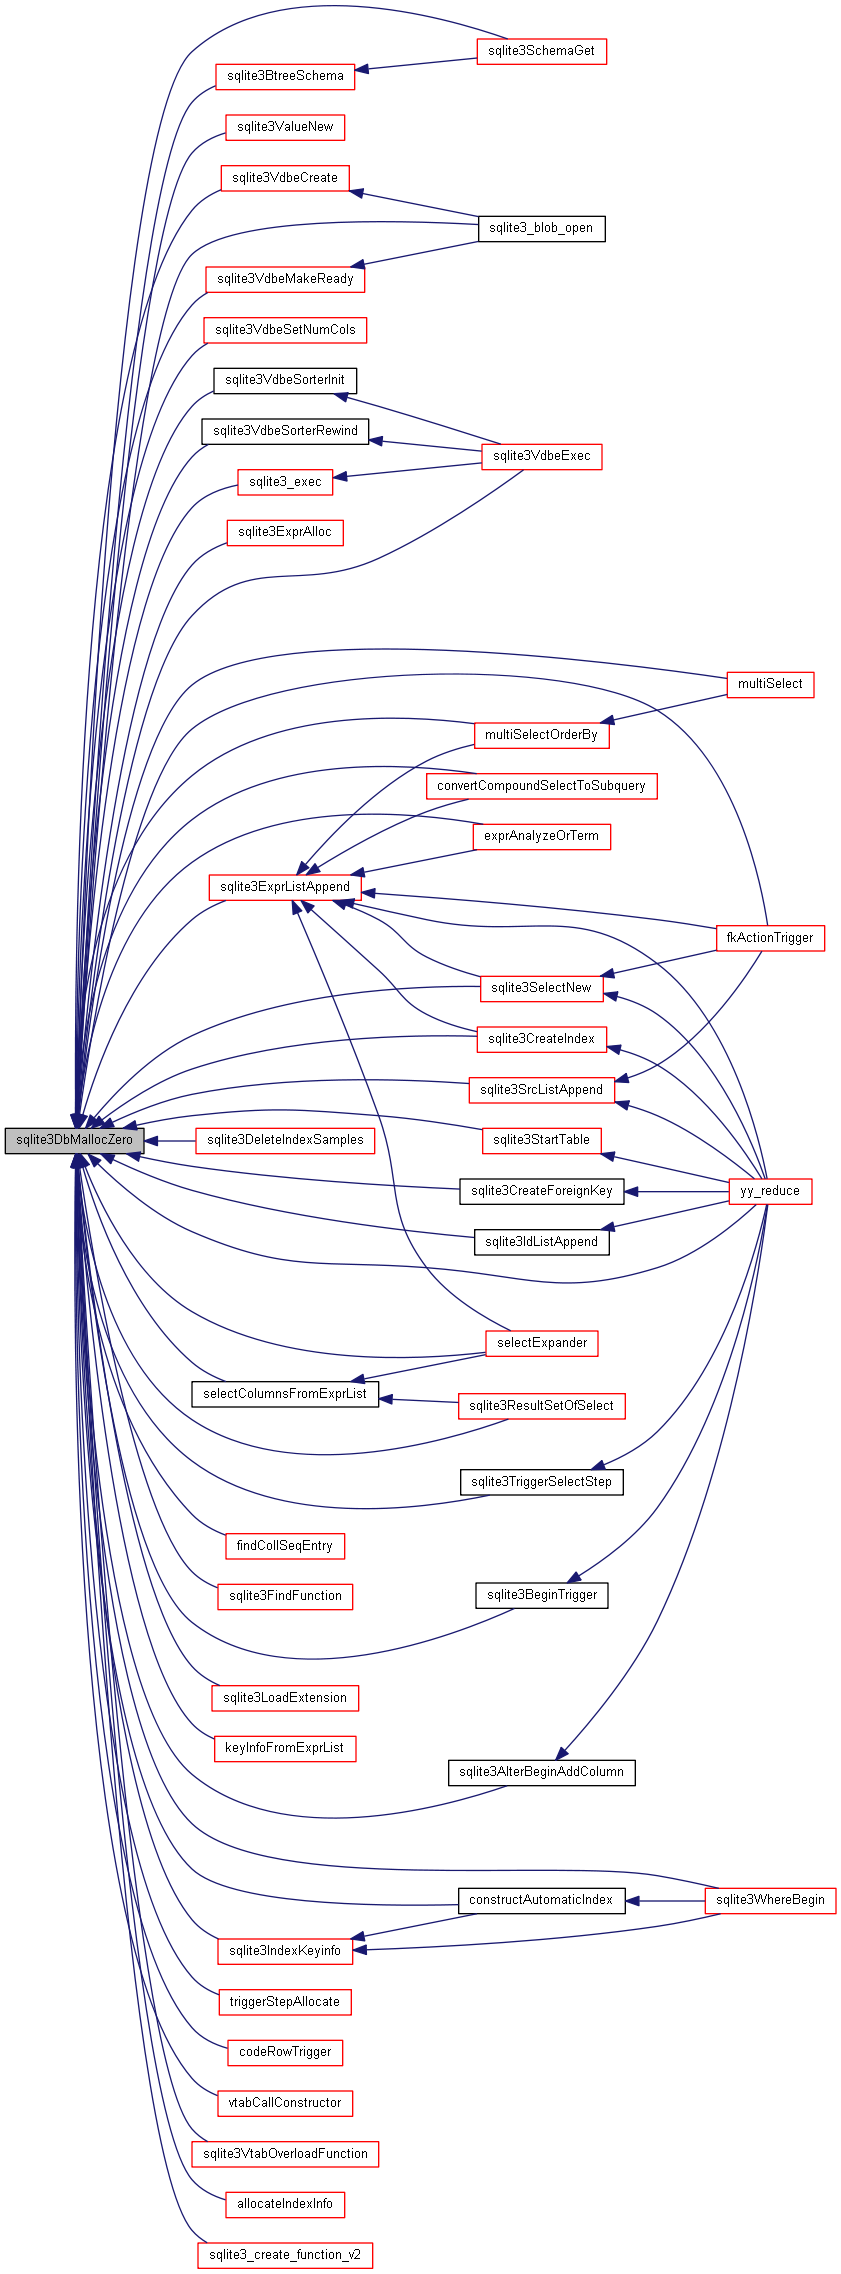 sqlite3SchemaGet
sqlite3BtreeSchema
sqlite3ValueNew
sqlite3VdbeCreate
sqlite3_blob_open
sqlite3VdbeMakeReady
sqlite3VdbeSetNumCols
sqlite3VdbeSorterInit
sqlite3VdbeSorterRewind
sqlite3VdbeExec
sqlite3_exec
sqlite3ExprAlloc
multiSelect
multiSelectOrderBy
convertCompoundSelectToSubquery
exprAnalyzeOrTerm
sqlite3ExprListAppend
fkActionTrigger
sqlite3SelectNew
sqlite3CreateIndex
sqlite3SrcListAppend
sqlite3DbMallocZero
sqlite3DeleteIndexSamples
sqlite3StartTable
sqlite3CreateForeignKey
yy_reduce
sqlite3IdListAppend
selectExpander
selectColumnsFromExprList
sqlite3ResultSetOfSelect
sqlite3TriggerSelectStep
findCollSeqEntry
sqlite3FindFunction
sqlite3BeginTrigger
sqlite3LoadExtension
keyInfoFromExprList
sqlite3AlterBeginAddColumn
constructAutomaticIndex
sqlite3WhereBegin
sqlite3IndexKeyinfo
triggerStepAllocate
codeRowTrigger
vtabCallConstructor
sqlite3VtabOverloadFunction
allocateIndexInfo
sqlite3_create_function_v2